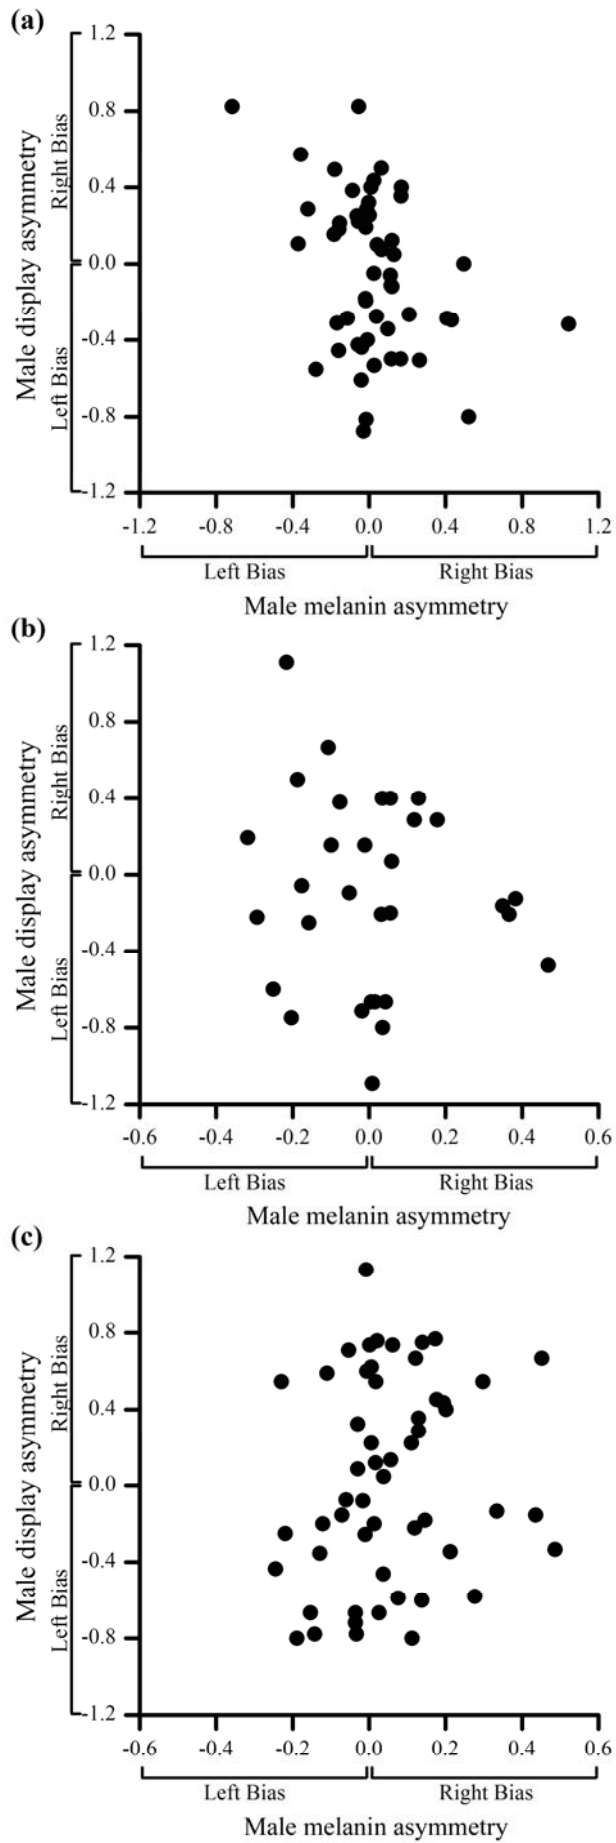 (a)
1.2
0.8
0.4
0.0
-0.4
-0.8
-1.2
Male display asymmetry
Right Bias
Left Bias
-1.2 -0.8 -0.4 0.0 0.4 0.8 1.2
Left Bias Right Bias
Male melanin asymmetry
(b)
1.2
0.8
0.4
0.0
-0.4
-0.8
-1.2
Male display asymmetry
Right Bias
Left Bias
-0.6 -0.4 -0.2 0.0 0.2 0.4 0.6
Left Bias Right Bias
Male melanin asymmetry
(c)
1.2
0.8
0.4
0.0
-0.4
-0.8
-1.2
Male display asymmetry
Right Bias
Left Bias
-0.6 -0.4 -0.2 0.0 0.2 0.4 0.6
Left Bias Right Bias
Male melanin asymmetry